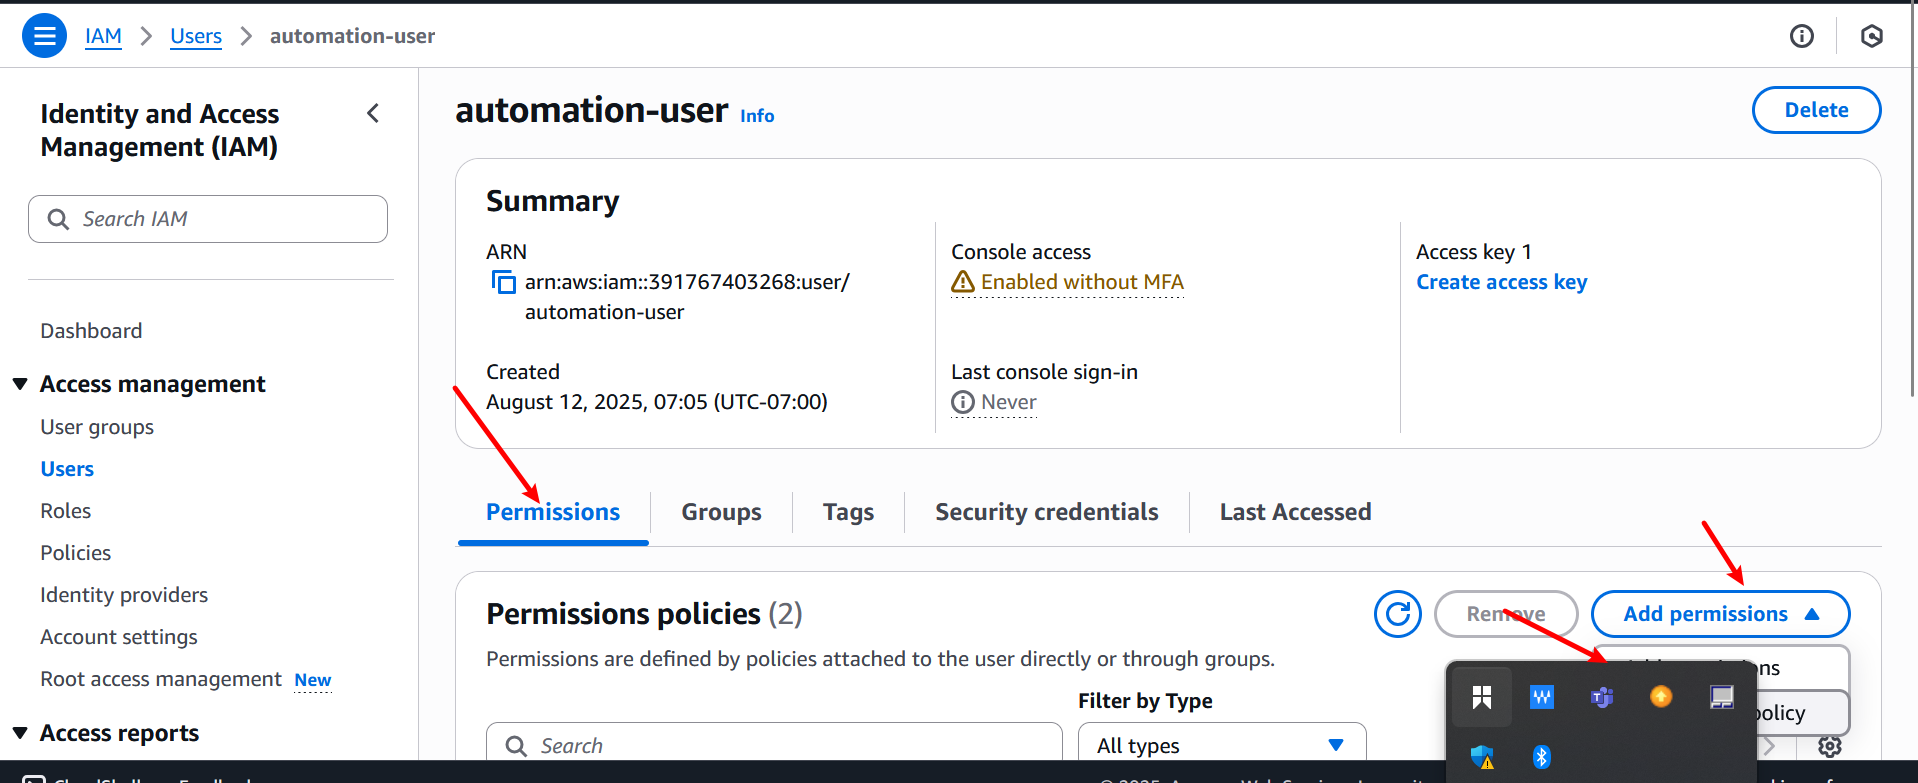 IAM > Users > automation-user
Identity and Access
Management (IAM)
Search IAM
Dashboard
Access management
User groups
Users
Roles
Policies
Identity providers
Account settings
Root access management New
Access reports
automation-user Info
Delete
Summary
ARN
arn:aws:iam::391767403268:user/
automation-user
Console access
Enabled without MFA
Access key 1
Create access key
Created
August 12, 2025, 07:05 (UTC-07:00)
Last console sign-in
Never
Permissions
Groups
Tags
Security credentials
Last Accessed
Permissions policies (2)
Remove
Add permissions
Permissions are defined by policies attached to the user directly or through groups.
policy
Filter by Type
Search
All types